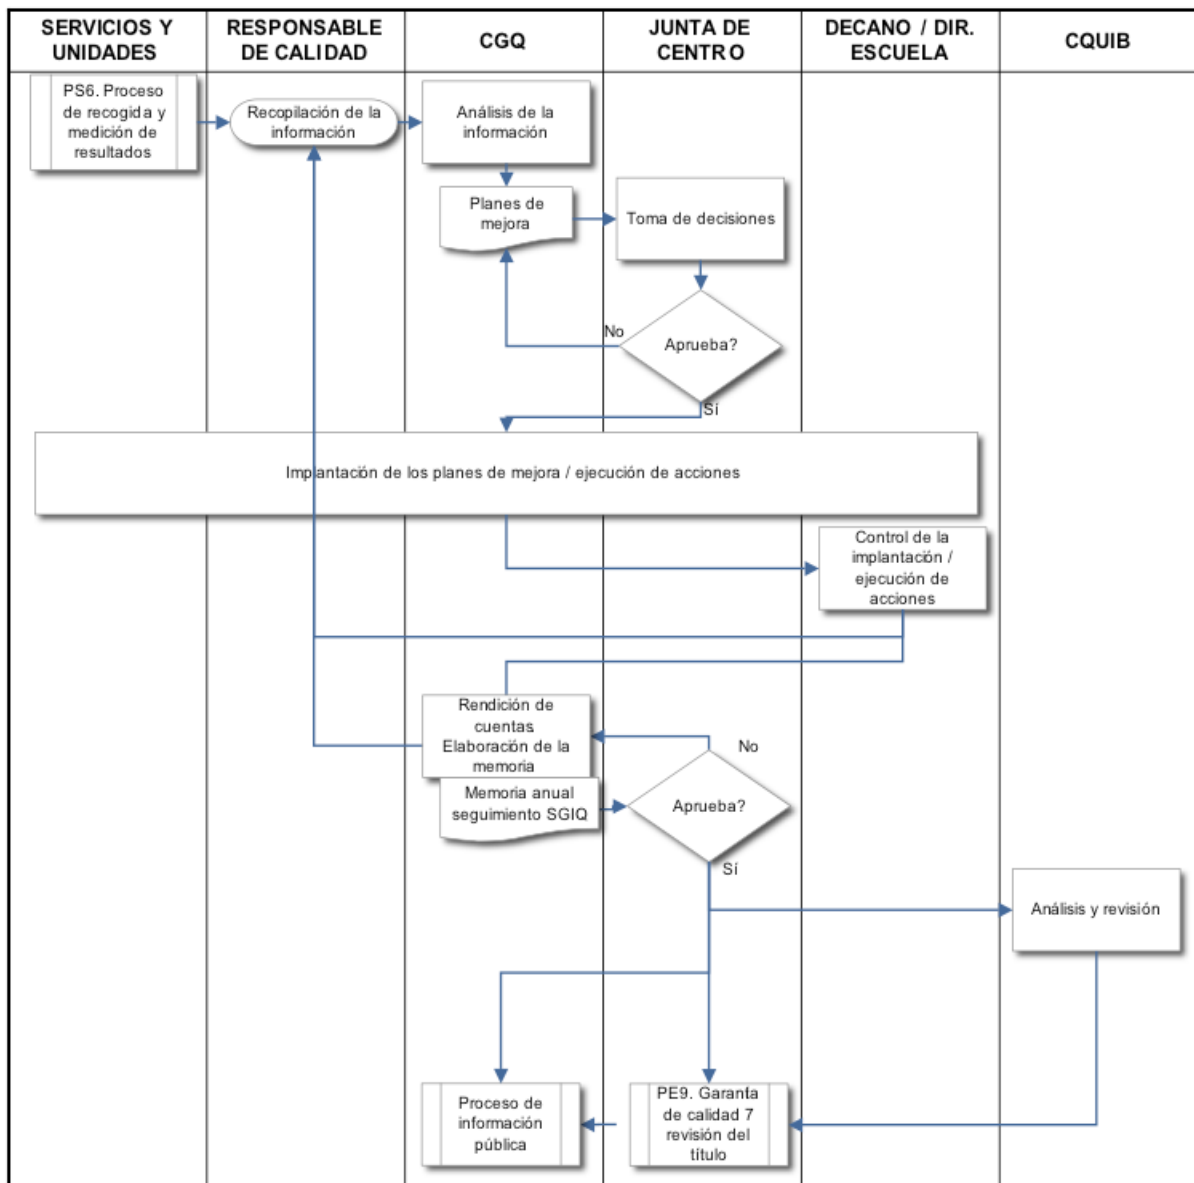 SERVICIOS Y
UNIDADES
RESPONSABLE
DE CALIDAD
CGQ
JUNTA DE
CENTRO
DECANO / DIR.
ESCUELA
CQUIB
PS6. Proceso
de recogida y
medición de
resultados
Recopilación de la
información
Análisis de la
información
Planes de
mejora
Toma de decisiones
Aprueba?
No
Sí
Implantación de los planes de mejora / ejecución de acciones
Control de la
implantación /
ejecución de
acciones
Rendición de
cuentas.
Elaboración de la
memoria
Memoria anual
seguimiento SGIQ
No
Aprueba?
Sí
Análisis y revisión
Proceso de
información
pública
PE9. Garanta
de calidad 7
revisión del
título